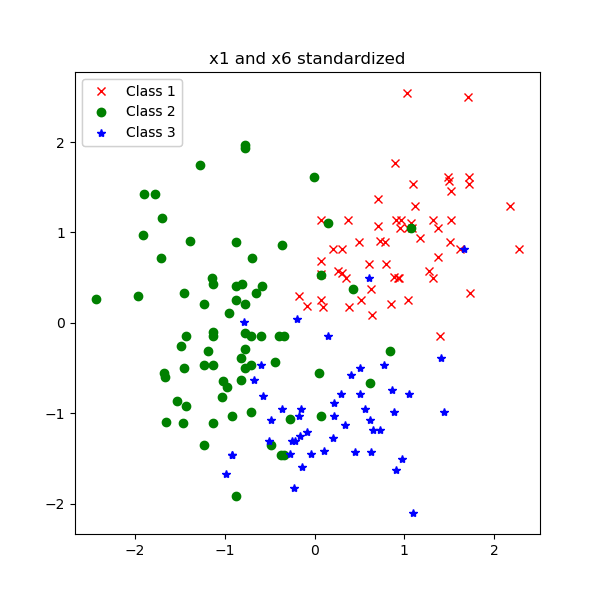 x1 and x6 standardized
Class 1
Class 2
Class 3
2
1
0
−1
−2
−2
−1
0
1
2